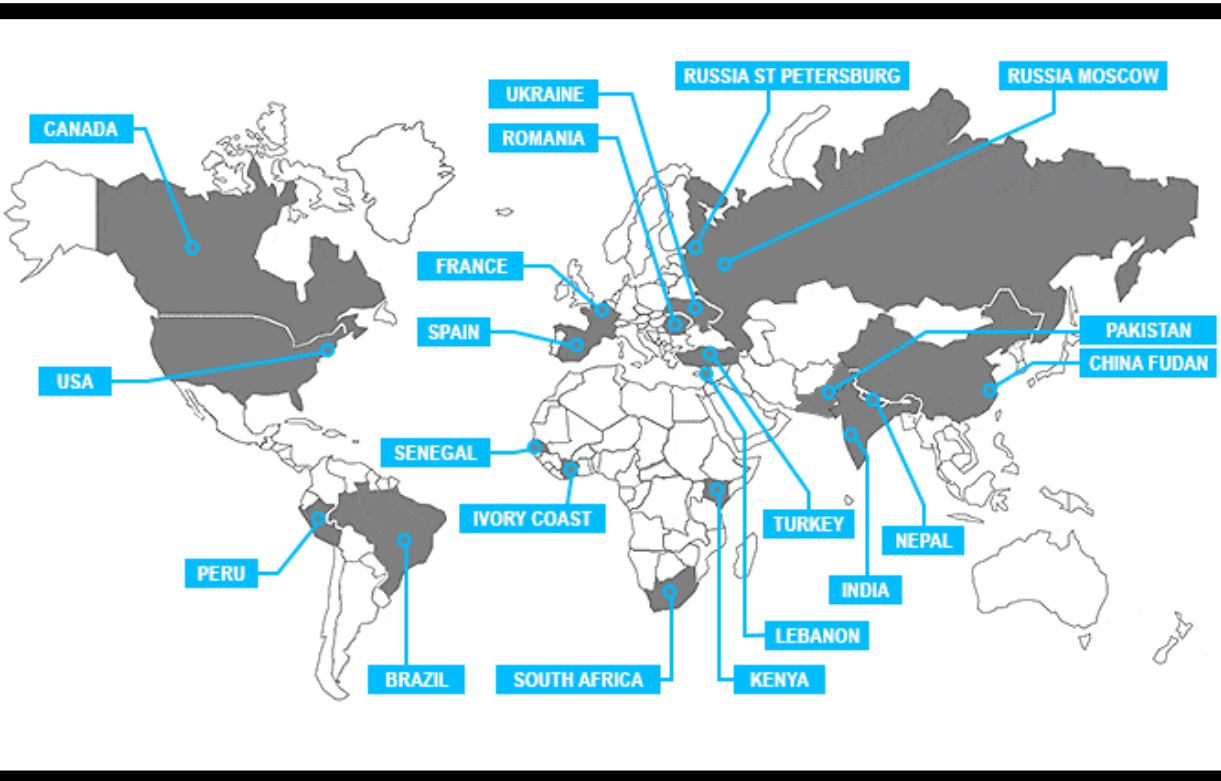 RUSSIA ST PETERSBURG
RUSSIA MOSCOW
UKRAINE
CANADA
ROMANIA
FRANCE
SPAIN
PAKISTAN
CHINA FUDAN
USA
SENEGAL
IVORY COAST
TURKEY
NEPAL
PERU
INDIA
LEBANON
BRAZIL
SOUTH AFRICA
KENYA